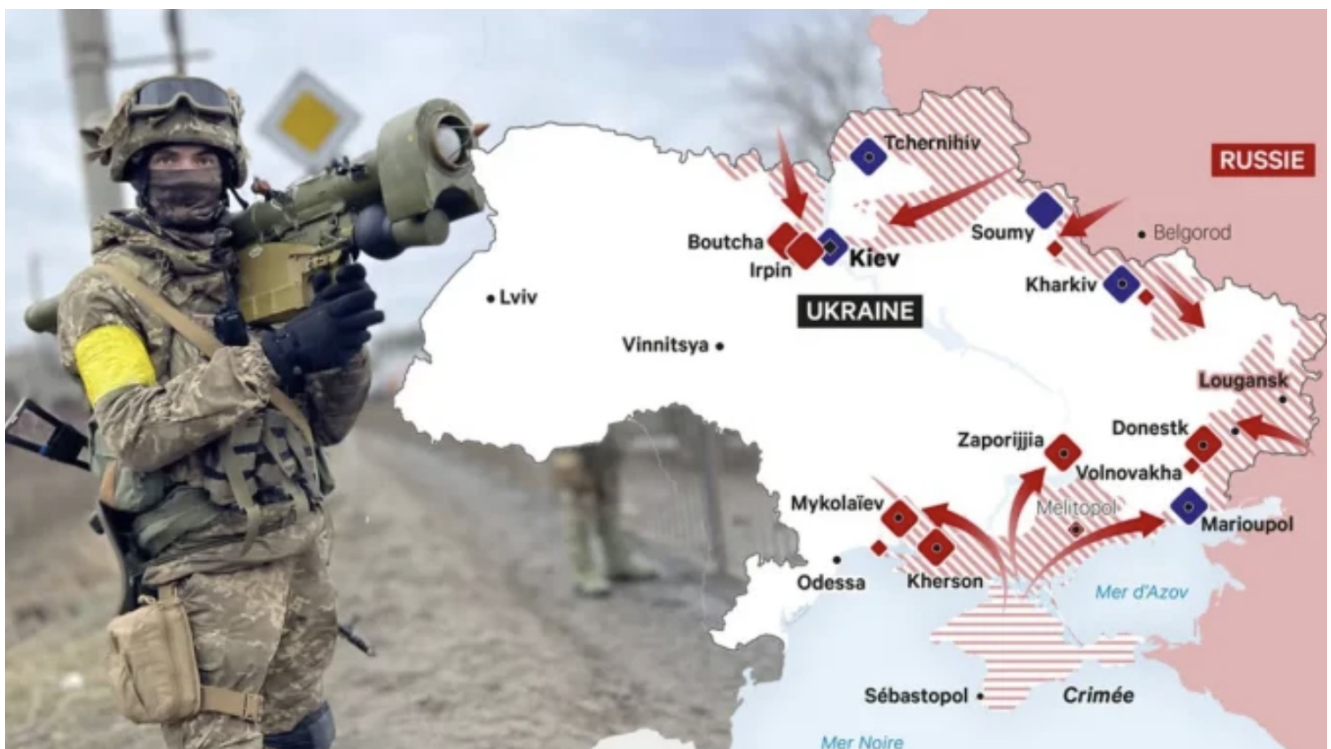 Tchernihiv
RUSSIE
Soumy
Belgorod
Boutcha
Irpin
Kiev
Kharkiv
Lviv
UKRAINE
Vinnitsya
Lougansk
Donestk
Zaporijjia
Volnovakha
Mykolaïev
Melitopol
Marioupol
Odessa
Kherson
Mer d'Azov
Sébastopol
Crimée
Mer Noire